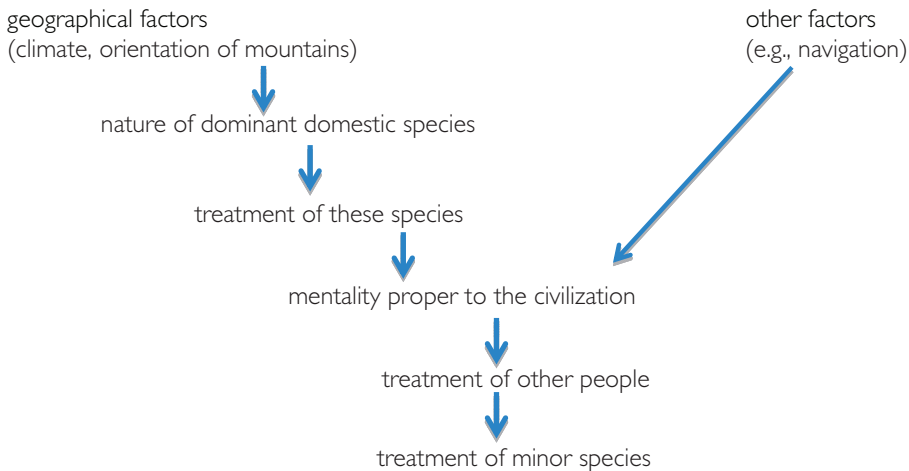 geographical factors
(climate, orientation of mountains)
other factors
(e.g., navigation)
nature of dominant domestic species
treatment of these species
mentality proper to the civilization
treatment of other people
treatment of minor species